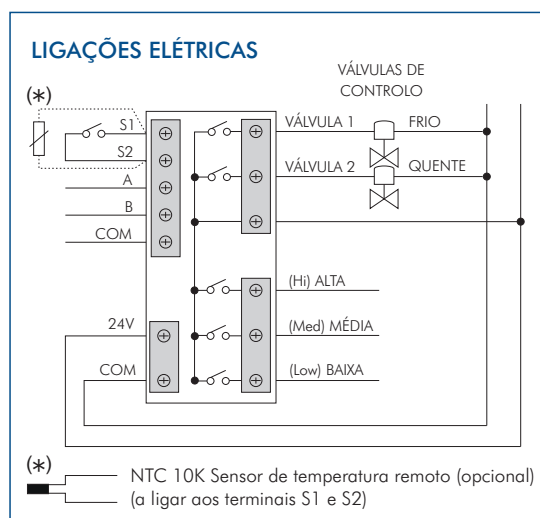 LIGAÇÕES ELÉTRICAS
VÁLVULAS DE
CONTROLO
(*)
S1
VÁLVULA 1
FRIO
S2
VÁLVULA 2
QUENTE
A
B
COM
(Hi) ALTA
24V
(Med) MÉDIA
COM
(Low) BAIXA
(*)
NTC 10K Sensor de temperatura remoto (opcional)
(a ligar aos terminais S1 e S2)